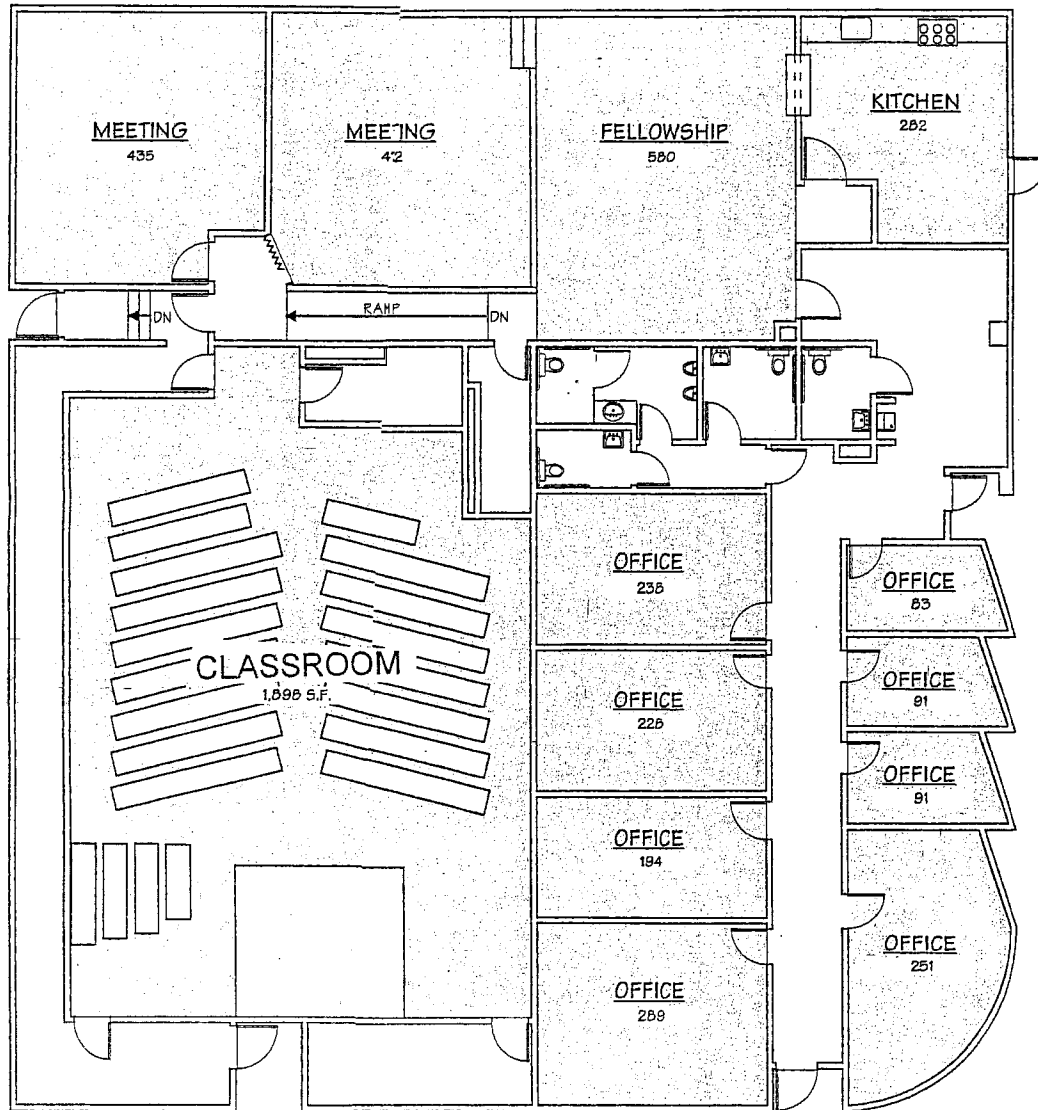 MEETING
435
MEETING
FELLOWSHIP
580
KITCHEN
282
DN
RAMP
DN
OFFICE
238
OFFICE
83
CLASSROOM
1,898 S.F.
OFFICE
228
OFFICE
91
OFFICE
194
OFFICE
91
OFFICE
289
OFFICE
251